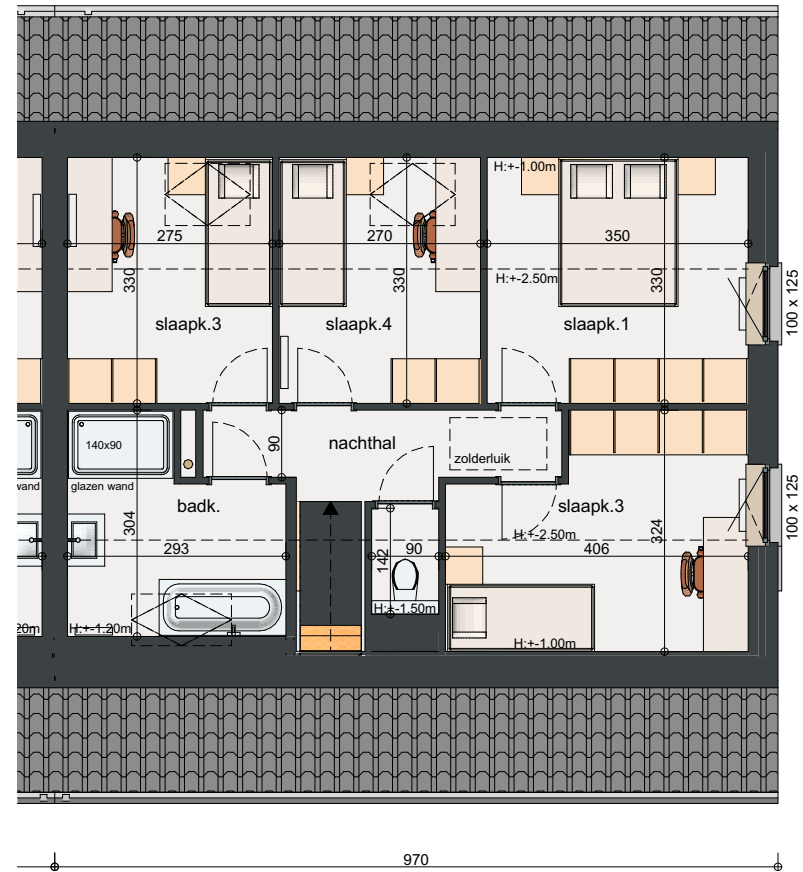 H:+-1.00m
275
270
350
330
330
330
H:+-2.50m
100 x 125
slaapk.3
slaapk.4
slaapk.1
140x90
90
nachthal
zolderluik
wand
glazen wand
badk.
slaapk.3
100 x 125
304
H:+-2.50m
324
293
142
90
406
H:+-1.50m
20m
H:+-1.20m
H:+-1.00m
970